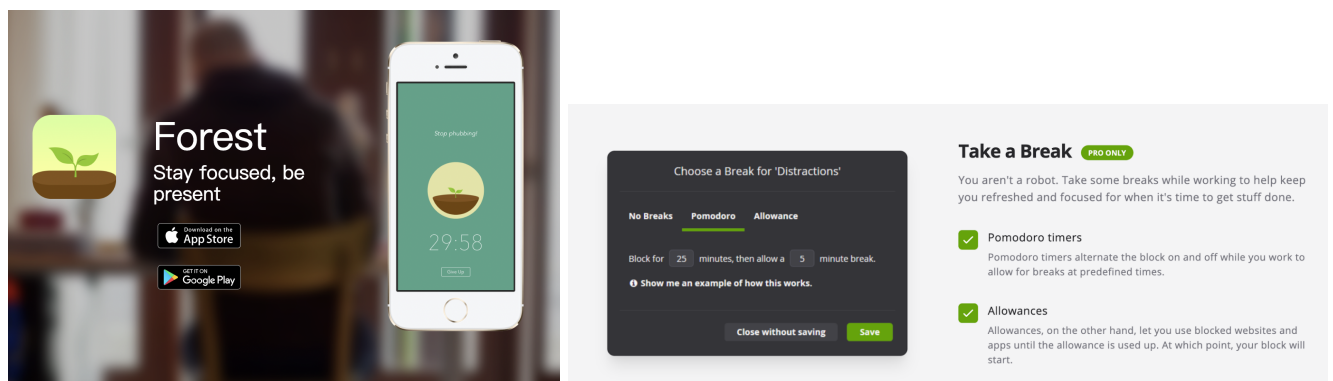 Forest
Stay focused, be
present
Download on the
App Store
GET IT ON
Google Play
Stop phubbing!
29:58
Give Up
Choose a Break for 'Distractions'
No Breaks Pomodoro Allowance
Block for 25 minutes, then allow a 5 minute break.
Show me an example of how this works.
Close without saving Save
Take a Break PRO ONLY
You aren't a robot. Take some breaks while working to help keep
you refreshed and focused for when it's time to get stuff done.
Pomodoro timers
Pomodoro timers alternate the block on and off while you work to
allow for breaks at predefined times.
Allowances
Allowances, on the other hand, let you use blocked websites and
apps until the allowance is used up. At which point, your block will
start.